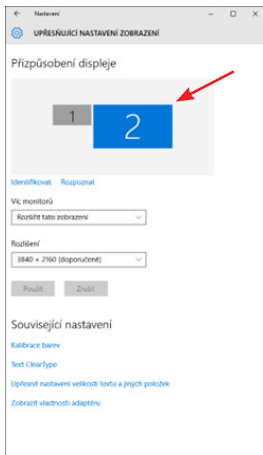 Nastavení
UPŘESŇUJÍCÍ NASTAVENÍ ZOBRAZENÍ
Přizpůsobení displeje
1
2
Identifikovat Rozpoznat
Víc monitorů
Rozšířit tato zobrazení
Rozlišení
3840 × 2160 (doporučené)
Použít Zrušit
Související nastavení
Kalibrace barev
Text ClearType
Upřesnit nastavení velikosti textu a jiných položek
Zobrazit vlastnosti adaptéru